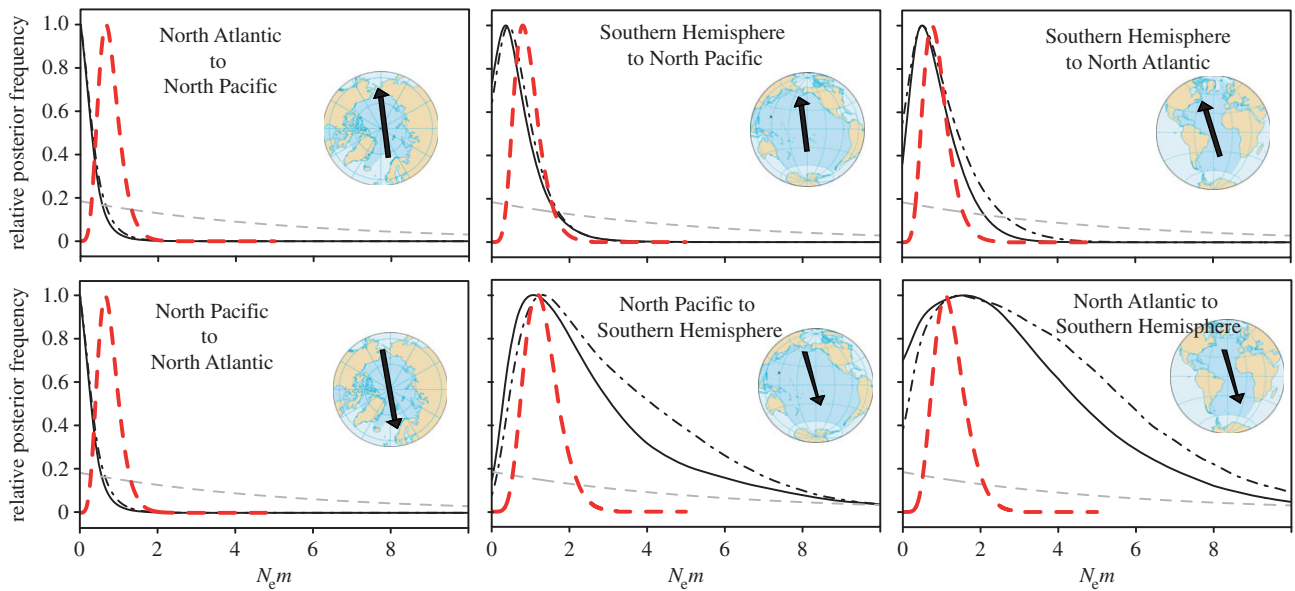 relative posterior frequency
1.0
0.8
0.6
0.4
0.2
0
North Atlantic
to
North Pacific
Southern Hemisphere
to North Pacific
Southern Hemisphere
to North Atlantic
relative posterior frequency
1.0
0.8
0.6
0.4
0.2
0
North Pacific
to
North Atlantic
North Pacific to
Southern Hemisphere
North Atlantic to
Southern Hemisphere
0 2 4 6 8
0 2 4 6 8
0 2 4 6 8
Nₑm
Nₑm
Nₑm